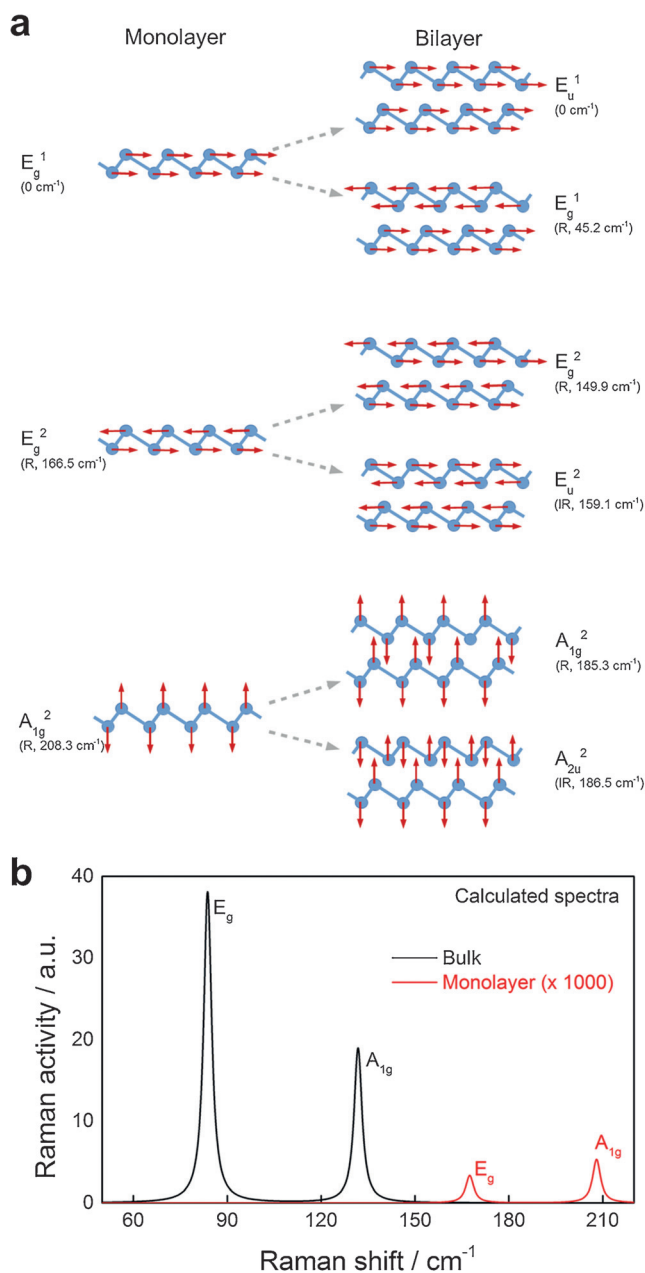 a
Monolayer
Bilayer
E_u^1
(0 cm⁻¹)
E_g^1
(0 cm⁻¹)
E_g^1
(R, 45.2 cm⁻¹)
E_g^2
(R, 149.9 cm⁻¹)
E_g^2
(R, 166.5 cm⁻¹)
E_u^2
(IR, 159.1 cm⁻¹)
A_1g^2
(R, 185.3 cm⁻¹)
A_1g^2
(R, 208.3 cm⁻¹)
A_2u^2
(IR, 186.5 cm⁻¹)
b
Calculated spectra
Bulk
Monolayer (x 1000)
E_g
A_1g
E_g
A_1g
40
30
20
10
0
Raman activity / a.u.
60 90 120 150 180 210
Raman shift / cm⁻¹